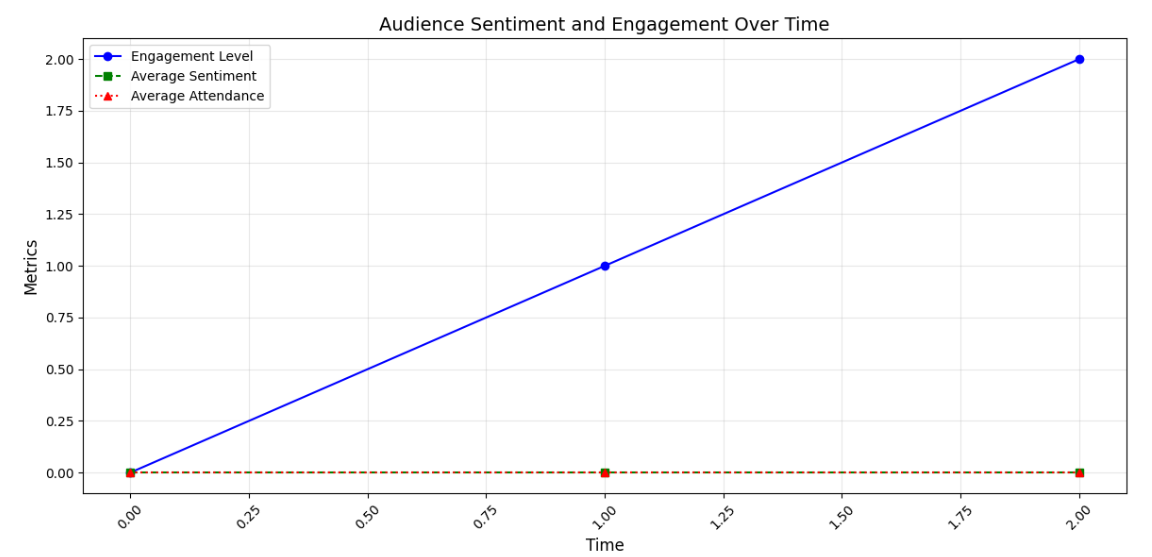 Audience Sentiment and Engagement Over Time
Engagement Level
Average Sentiment
Average Attendance
Metrics
2.00
1.75
1.50
1.25
1.00
0.75
0.50
0.25
0.00
0.00 0.25 0.50 0.75 1.00 1.25 1.50 1.75 2.00
Time